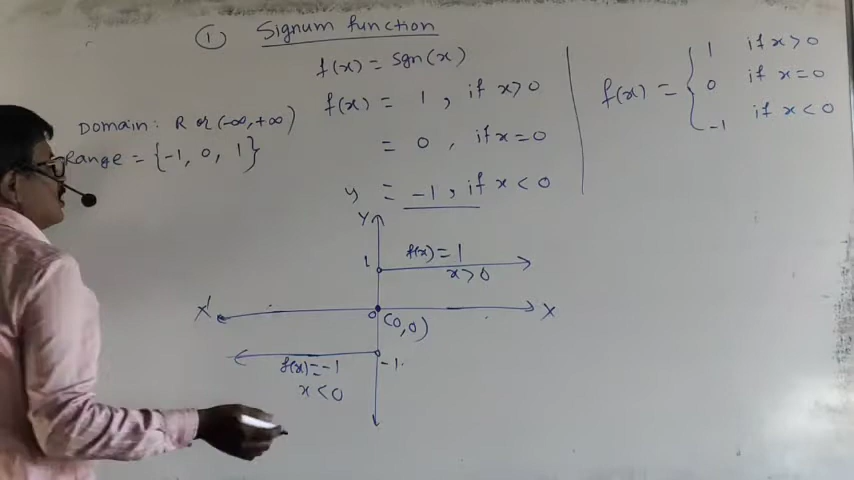 ① Signum function
f(x) = sgn(x)
f(x) = 1 , if x>0
= 0 , if x=0
y = -1 , if x<0
Domain: R or (-∞, +∞)
Range = {-1, 0, 1}
f(x) = { 1 if x>0
0 if x=0
-1 if x<0
Y
1 f(x) = 1
x>0
X' 0 (0,0) X
f(x) = -1 -1
x<0